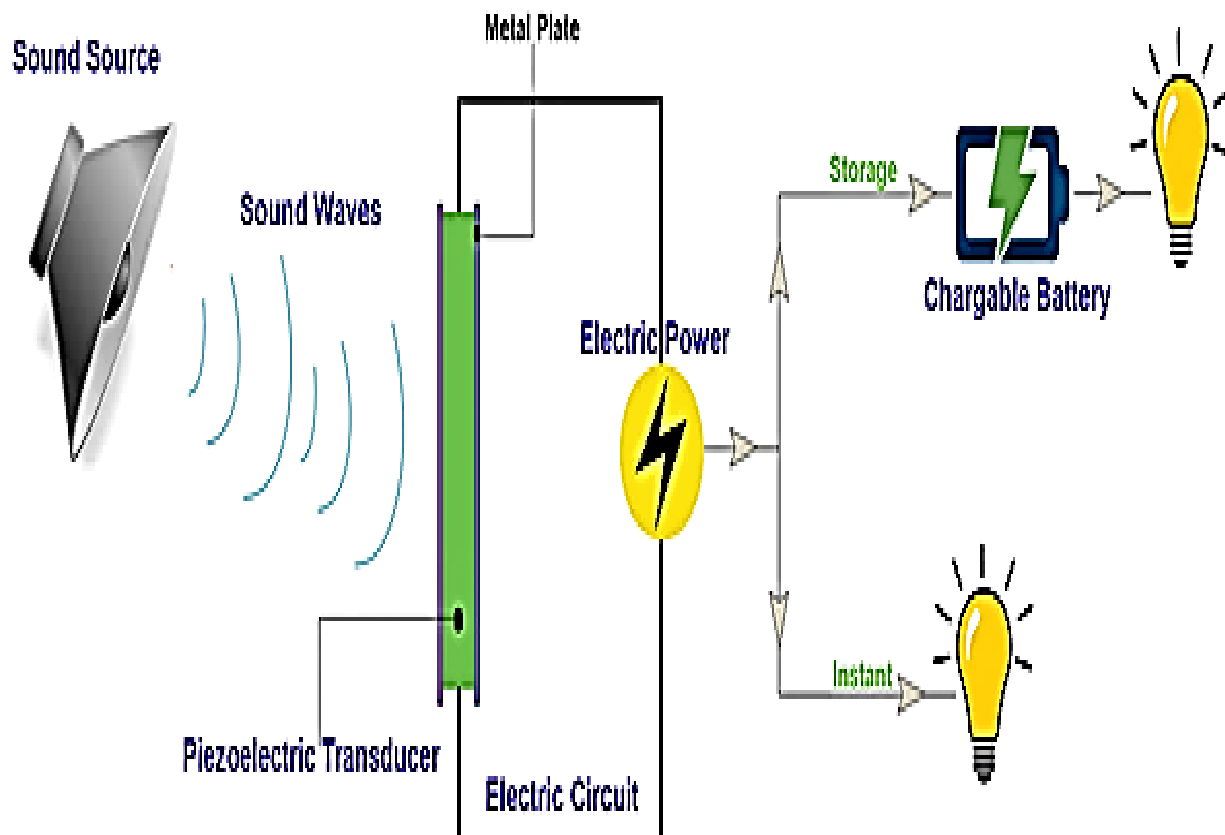 Metal Plate
Sound Source
Sound Waves
Storage
Chargable Battery
Electric Power
Instant
Piezoelectric Transducer
Electric Circuit